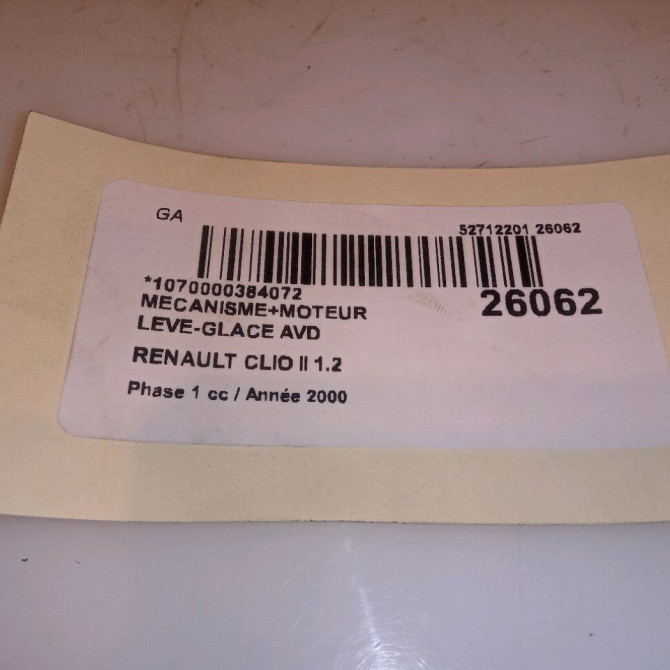 GA
52712201 26062
*1070000384072
26062
MECANISME+MOTEUR
LEVE-GLACE AVD
RENAULT CLIO II 1.2
Phase 1 cc / Année 2000